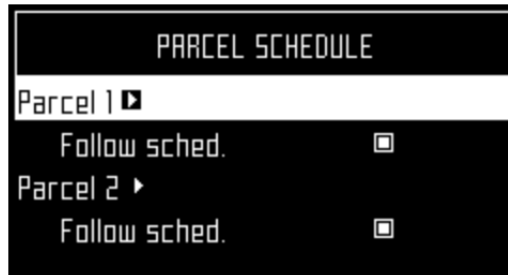 PARCEL SCHEDULE
Parcel 1
Follow sched.
Parcel 2
Follow sched.